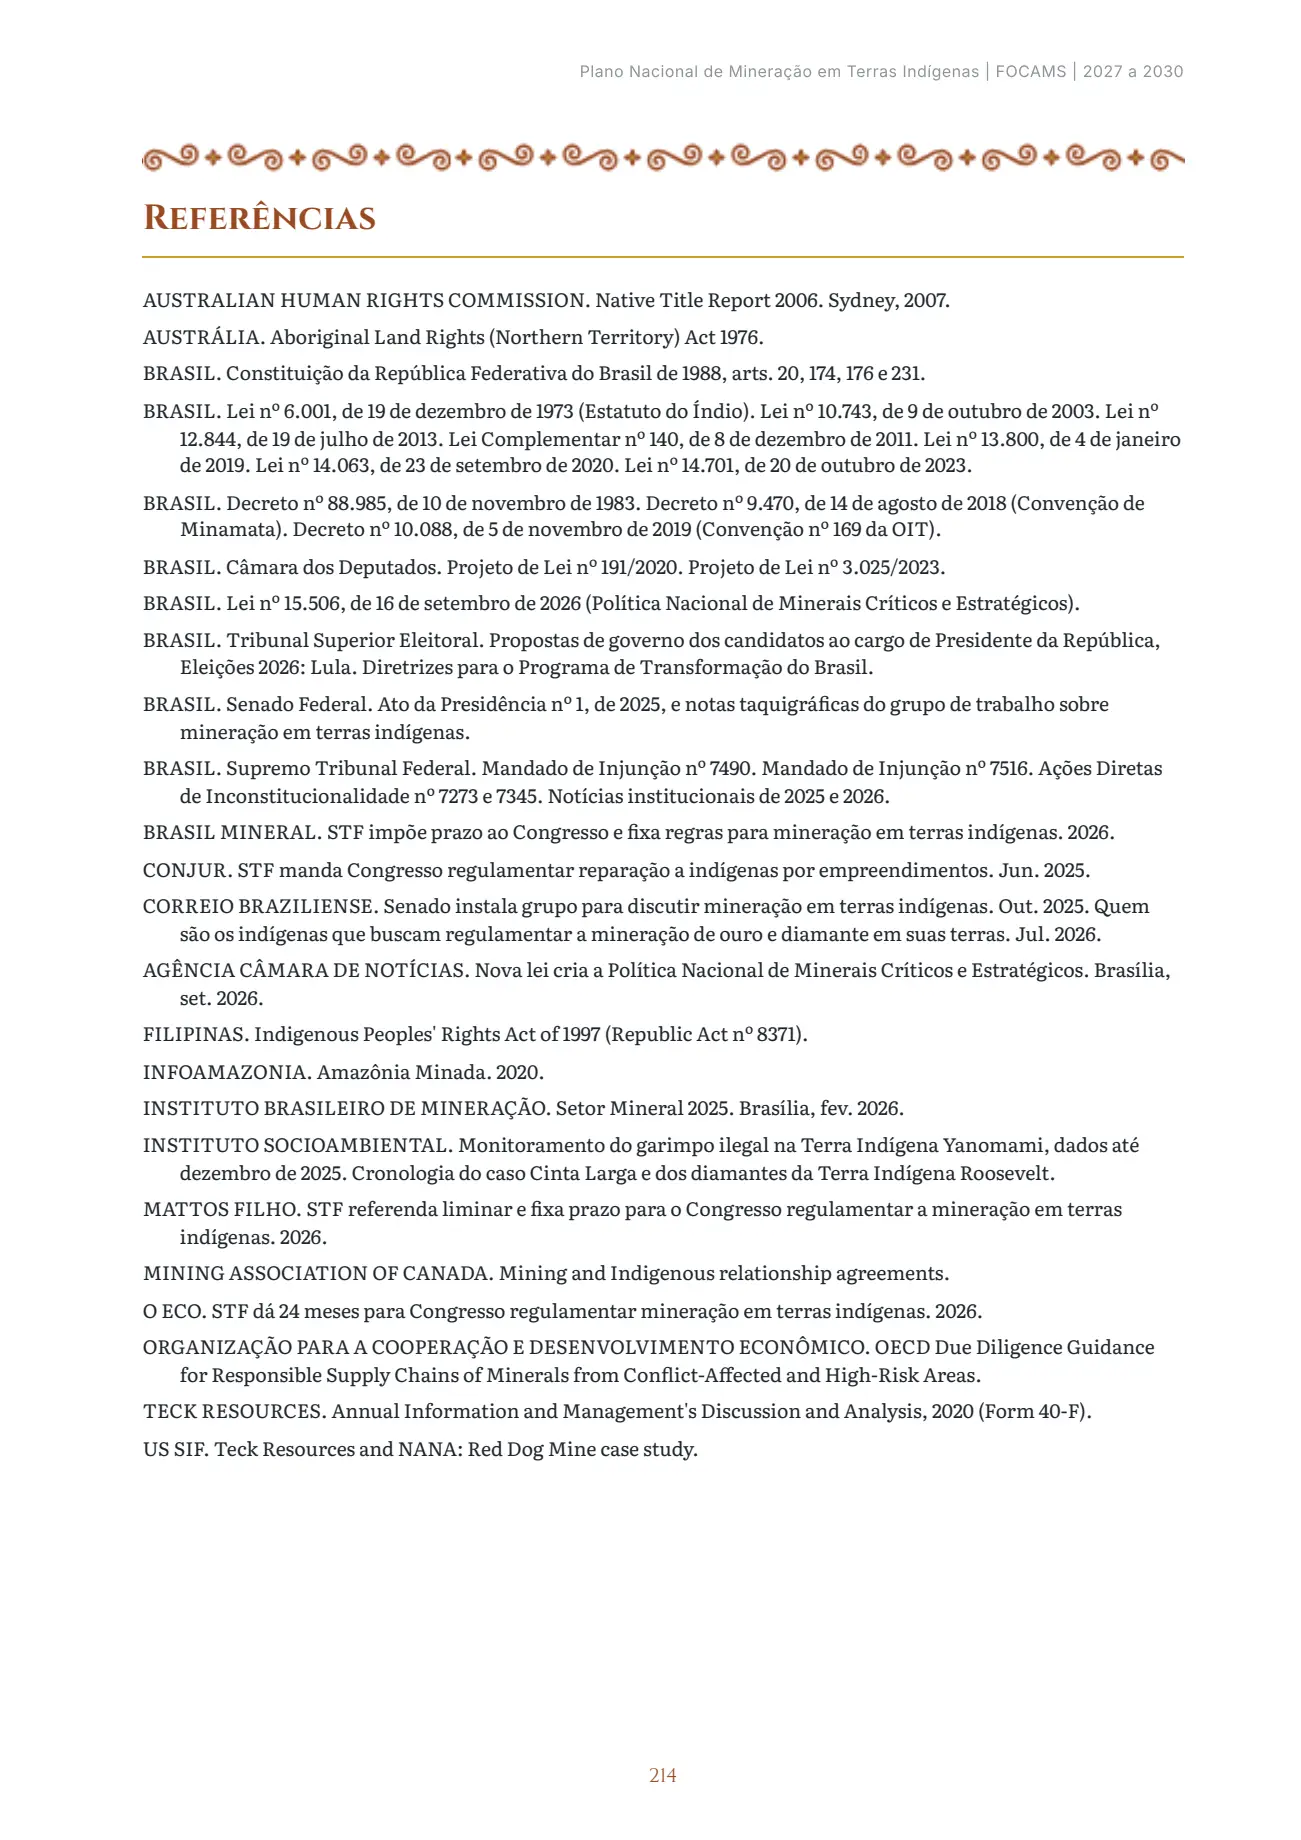 Plano Nacional de Mineração em Terras Indígenas | FOCAMS | 2027 a 2030
Referências
AUSTRALIAN HUMAN RIGHTS COMMISSION. Native Title Report 2006. Sydney, 2007.
AUSTRÁLIA. Aboriginal Land Rights (Northern Territory) Act 1976.
BRASIL. Constituição da República Federativa do Brasil de 1988, arts. 20, 174, 176 e 231.
BRASIL. Lei nº 6.001, de 19 de dezembro de 1973 (Estatuto do Índio). Lei nº 10.743, de 9 de outubro de 2003. Lei nº
12.844, de 19 de julho de 2013. Lei Complementar nº 140, de 8 de dezembro de 2011. Lei nº 13.800, de 4 de janeiro
de 2019. Lei nº 14.063, de 23 de setembro de 2020. Lei nº 14.701, de 20 de outubro de 2023.
BRASIL. Decreto nº 88.985, de 10 de novembro de 1983. Decreto nº 9.470, de 14 de agosto de 2018 (Convenção de
Minamata). Decreto nº 10.088, de 5 de novembro de 2019 (Convenção nº 169 da OIT).
BRASIL. Câmara dos Deputados. Projeto de Lei nº 191/2020. Projeto de Lei nº 3.025/2023.
BRASIL. Lei nº 15.506, de 16 de setembro de 2026 (Política Nacional de Minerais Críticos e Estratégicos).
BRASIL. Tribunal Superior Eleitoral. Propostas de governo dos candidatos ao cargo de Presidente da República,
Eleições 2026: Lula. Diretrizes para o Programa de Transformação do Brasil.
BRASIL. Senado Federal. Ato da Presidência nº 1, de 2025, e notas taquigráficas do grupo de trabalho sobre
mineração em terras indígenas.
BRASIL. Supremo Tribunal Federal. Mandado de Injunção nº 7490. Mandado de Injunção nº 7516. Ações Diretas
de Inconstitucionalidade nº 7273 e 7345. Notícias institucionais de 2025 e 2026.
BRASIL MINERAL. STF impõe prazo ao Congresso e fixa regras para mineração em terras indígenas. 2026.
CONJUR. STF manda Congresso regulamentar reparação a indígenas por empreendimentos. Jun. 2025.
CORREIO BRAZILIENSE. Senado instala grupo para discutir mineração em terras indígenas. Out. 2025. Quem
são os indígenas que buscam regulamentar a mineração de ouro e diamante em suas terras. Jul. 2026.
AGÊNCIA CÂMARA DE NOTÍCIAS. Nova lei cria a Política Nacional de Minerais Críticos e Estratégicos. Brasília,
set. 2026.
FILIPINAS. Indigenous Peoples' Rights Act of 1997 (Republic Act nº 8371).
INFOAMAZONIA. Amazônia Minada. 2020.
INSTITUTO BRASILEIRO DE MINERAÇÃO. Setor Mineral 2025. Brasília, fev. 2026.
INSTITUTO SOCIOAMBIENTAL. Monitoramento do garimpo ilegal na Terra Indígena Yanomami, dados até
dezembro de 2025. Cronologia do caso Cinta Larga e dos diamantes da Terra Indígena Roosevelt.
MATTOS FILHO. STF referenda liminar e fixa prazo para o Congresso regulamentar a mineração em terras
indígenas. 2026.
MINING ASSOCIATION OF CANADA. Mining and Indigenous relationship agreements.
O ECO. STF dá 24 meses para Congresso regulamentar mineração em terras indígenas. 2026.
ORGANIZAÇÃO PARA A COOPERAÇÃO E DESENVOLVIMENTO ECONÔMICO. OECD Due Diligence Guidance
for Responsible Supply Chains of Minerals from Conflict-Affected and High-Risk Areas.
TECK RESOURCES. Annual Information and Management's Discussion and Analysis, 2020 (Form 40-F).
US SIF. Teck Resources and NANA: Red Dog Mine case study.
214